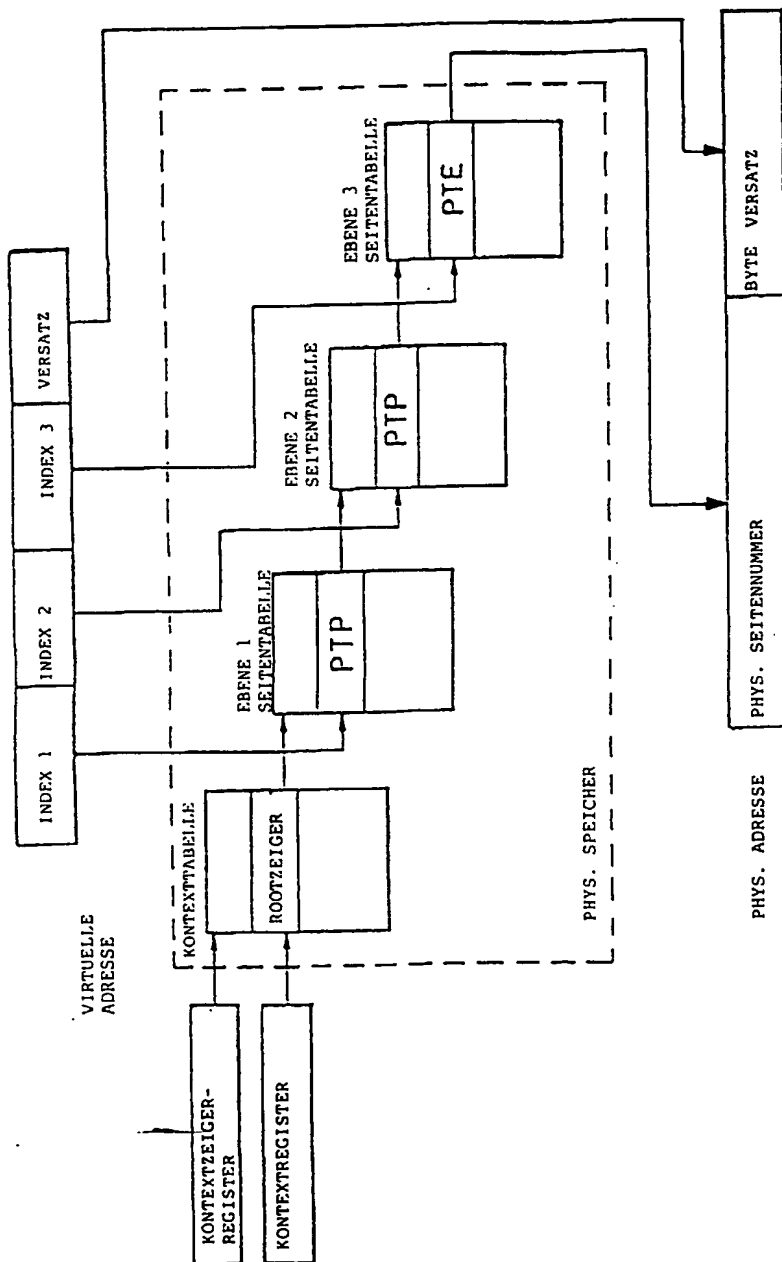 VIRTUELLE
ADRESSE
INDEX 1
INDEX 2
INDEX 3
VERSATZ
KONTEXTZEIGER-
REGISTER
KONTEXTREGISTER
KONTEXTTABELLE
ROOTZEIGER
EBENE 1
SEITENTABELLE
PTP
EBENE 2
SEITENTABELLE
PTP
EBENE 3
SEITENTABELLE
PTE
PHYS. SPEICHER
PHYS. ADRESSE
PHYS. SEITENNUMMER
BYTE VERSATZ